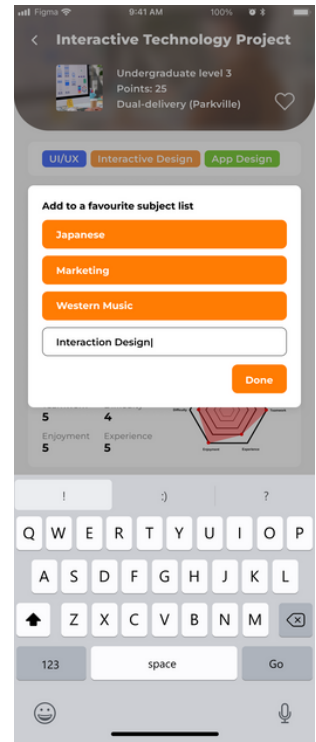 Figma 9:41 AM 100%
Interactive Technology Project
Undergraduate level 3
Points: 25
Dual-delivery (Parkville)
UI/UX Interactive Design App Design
Add to a favourite subject list
Japanese
Marketing
Western Music
Interaction Design
Done
5 4
Enjoyment Experience
5 5
Enjoyment Experience
! :) ?
Q W E R T Y U I O P
A S D F G H J K L
Z X C V B N M
123 space Go